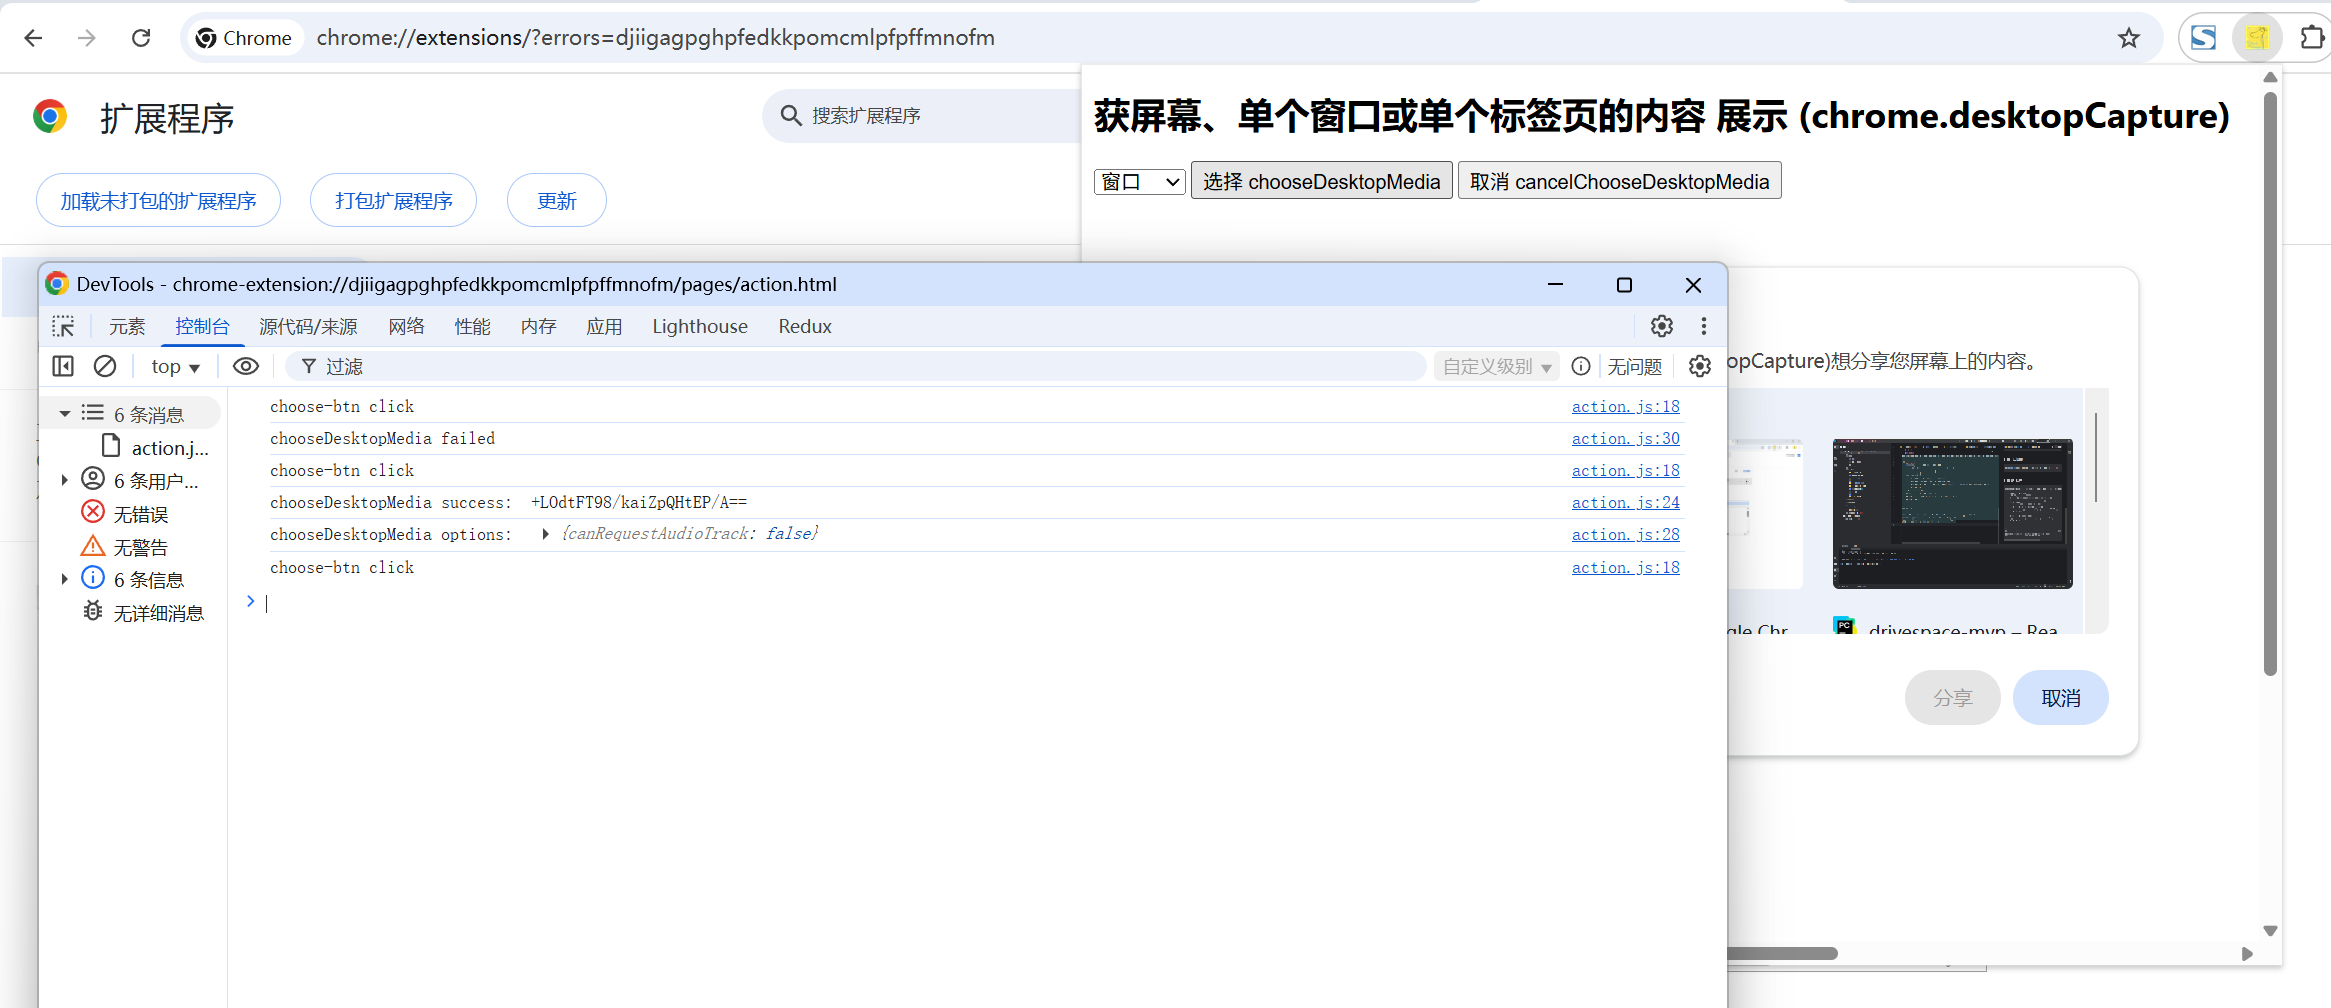 Chrome
chrome://extensions/?errors=djiigagpghpfedkkpomcmlpfpffmnofm
扩展程序
搜索扩展程序
加载未打包的扩展程序
打包扩展程序
更新
获屏幕、单个窗口或单个标签页的内容 展示 (chrome.desktopCapture)
窗口
选择 chooseDesktopMedia
取消 cancelChooseDesktopMedia
DevTools - chrome-extension://djiigagpghpfedkkpomcmlpfpffmnofm/pages/action.html
元素
控制台
源代码/来源
网络
性能
内存
应用
Lighthouse
Redux
top
过滤
自定义级别
无问题
6 条消息
action.j...
6 条用户...
无错误
无警告
6 条信息
无详细消息
choose-btn click action.js:18
chooseDesktopMedia failed action.js:30
choose-btn click action.js:18
chooseDesktopMedia success: +LOdtFT98/kaiZpQHtEP/A== action.js:24
chooseDesktopMedia options: {canRequestAudioTrack: false} action.js:28
choose-btn click action.js:18
opCapture)想分享您屏幕上的内容。
gle Chr
drivespace-mvp – Rea
分享
取消